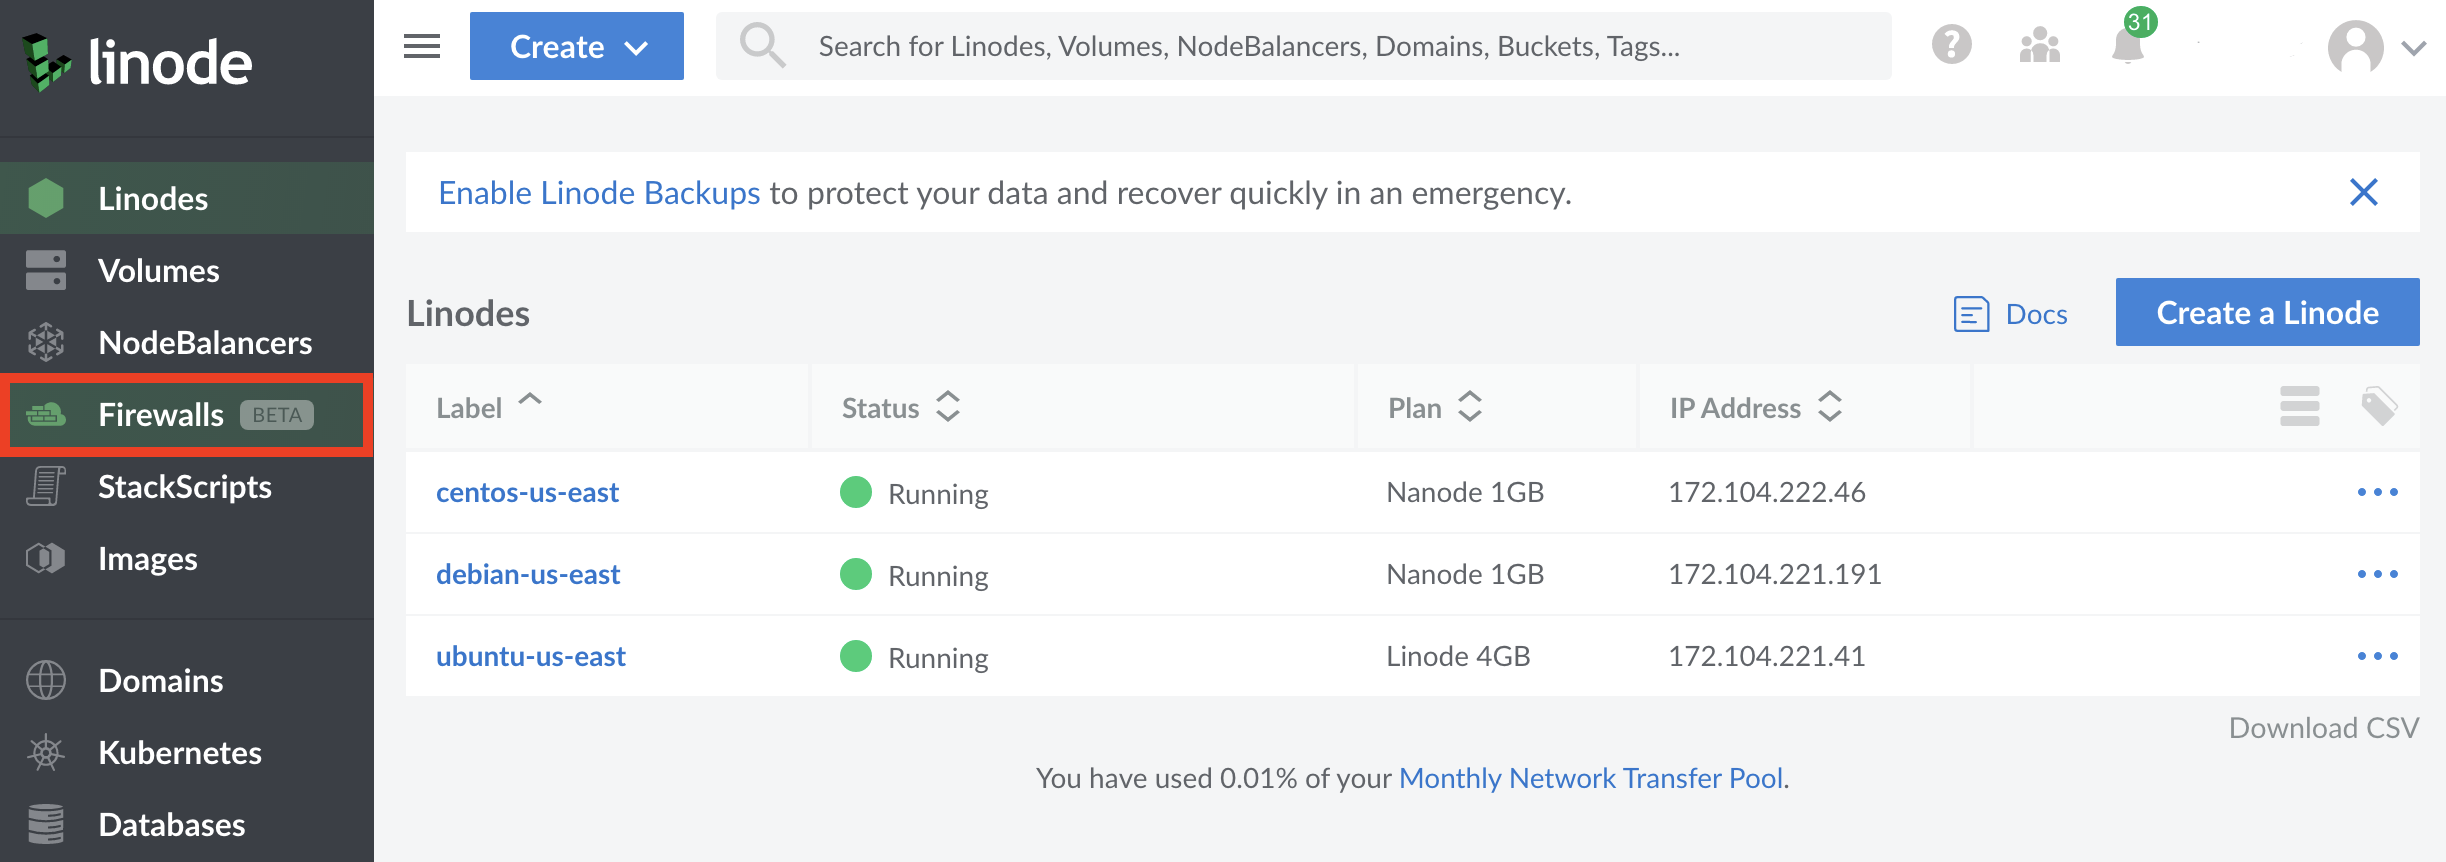 linode
Create
Search for Linodes, Volumes, NodeBalancers, Domains, Buckets, Tags...
?
31
Linodes
Volumes
NodeBalancers
Firewalls BETA
StackScripts
Images
Domains
Kubernetes
Databases
Enable Linode Backups to protect your data and recover quickly in an emergency.
Linodes
Docs
Create a Linode
Label Status Plan IP Address
centos-us-east Running Nanode 1GB 172.104.222.46
debian-us-east Running Nanode 1GB 172.104.221.191
ubuntu-us-east Running Linode 4GB 172.104.221.41
Download CSV
You have used 0.01% of your Monthly Network Transfer Pool.